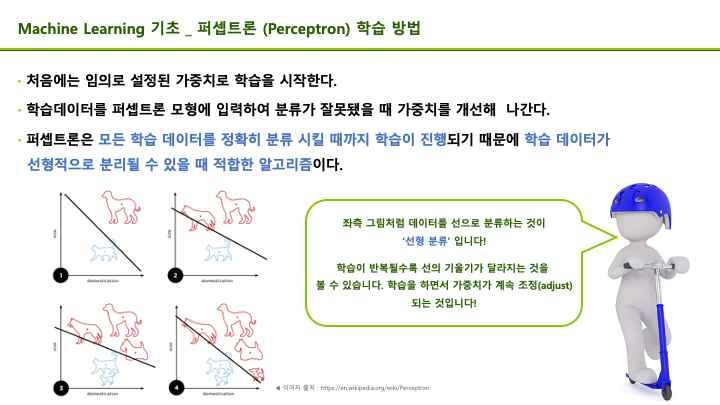 Machine Learning 기초 _ 퍼셉트론 (Perceptron) 학습 방법
· 처음에는 임의로 설정된 가중치로 학습을 시작한다.
· 학습데이터를 퍼셉트론 모형에 입력하여 분류가 잘못됐을 때 가중치를 개선해 나간다.
· 퍼셉트론은 모든 학습 데이터를 정확히 분류 시킬 때까지 학습이 진행되기 때문에 학습 데이터가
선형적으로 분리될 수 있을 때 적합한 알고리즘이다.
size
1
domestication
size
2
domestication
size
3
domestication
size
4
domestication
좌측 그림처럼 데이터를 선으로 분류하는 것이
‘선형 분류’ 입니다!
학습이 반복될수록 선의 기울기가 달라지는 것을
볼 수 있습니다. 학습을 하면서 가중치가 계속 조정(adjust)
되는 것입니다!
◀ 이미지 출처 : https://en.wikipedia.org/wiki/Perceptron